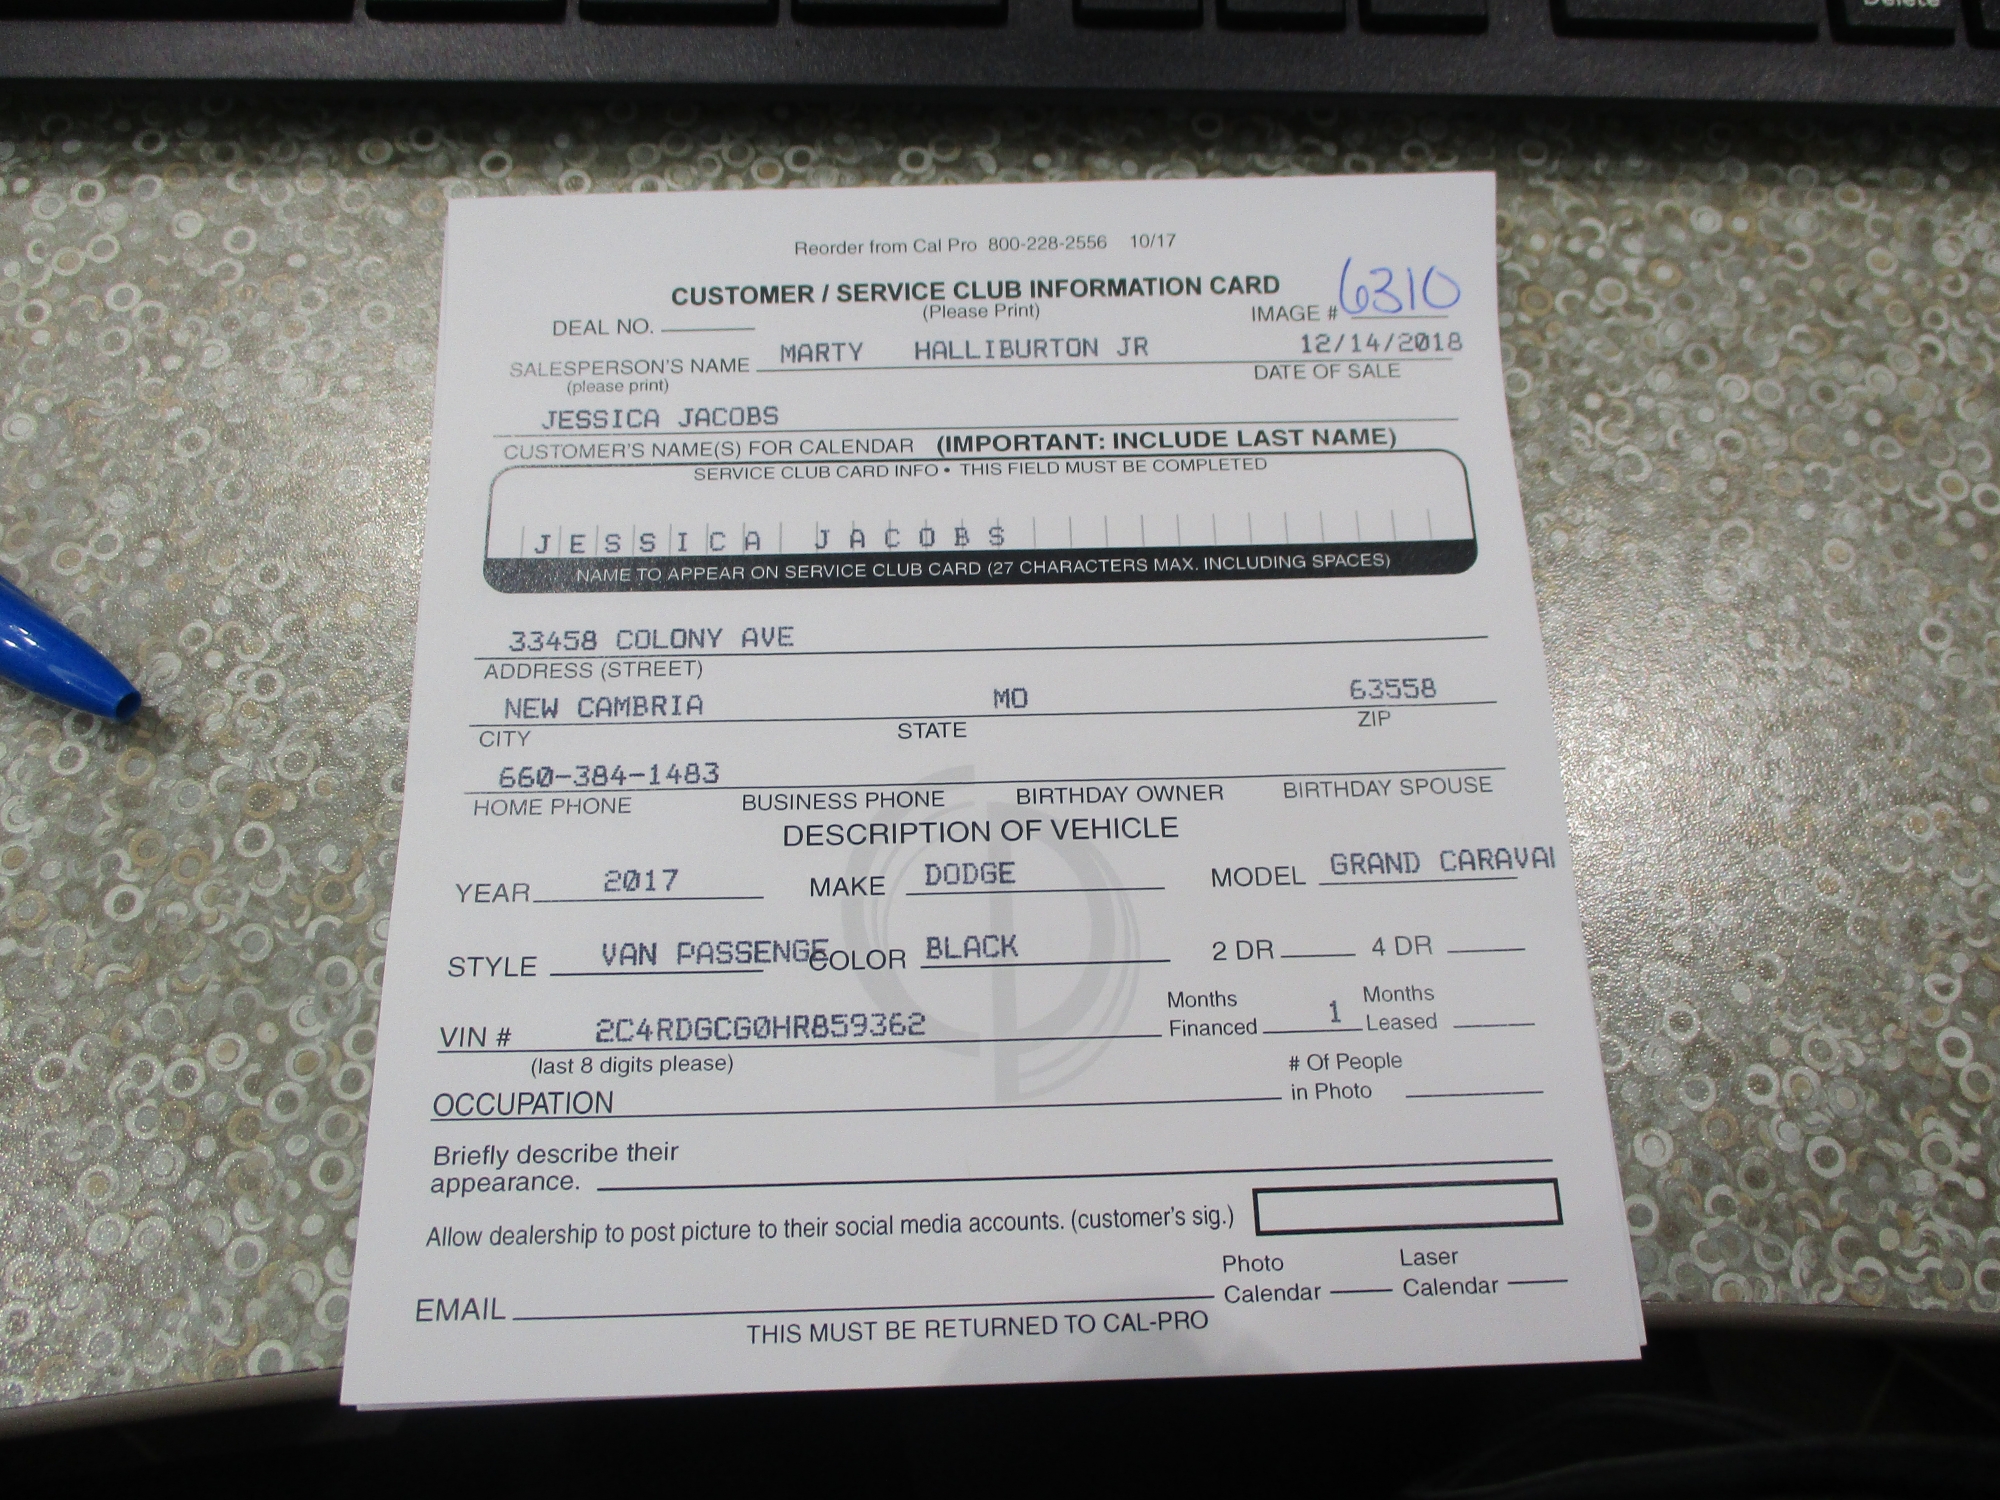 Delete
Reorder from Cal Pro 800-228-2556 10/17
CUSTOMER / SERVICE CLUB INFORMATION CARD
(Please Print)
DEAL NO. IMAGE # 6310
SALESPERSON'S NAME MARTY HALLIBURTON JR 12/14/2018
(please print) DATE OF SALE
JESSICA JACOBS
CUSTOMER'S NAME(S) FOR CALENDAR (IMPORTANT: INCLUDE LAST NAME)
SERVICE CLUB CARD INFO • THIS FIELD MUST BE COMPLETED
JESSICA JACOBS
NAME TO APPEAR ON SERVICE CLUB CARD (27 CHARACTERS MAX. INCLUDING SPACES)
33458 COLONY AVE
ADDRESS (STREET)
NEW CAMBRIA MO 63558
CITY STATE ZIP
660-384-1483
HOME PHONE BUSINESS PHONE BIRTHDAY OWNER BIRTHDAY SPOUSE
DESCRIPTION OF VEHICLE
YEAR 2017 MAKE DODGE MODEL GRAND CARAVAN
STYLE VAN PASSENGE COLOR BLACK 2 DR 4 DR
VIN # 2C4RDGCG0HR859362 Months Financed 1 Months Leased
(last 8 digits please)
OCCUPATION # Of People in Photo
Briefly describe their
appearance.
Allow dealership to post picture to their social media accounts. (customer's sig.)
EMAIL Photo Calendar Laser Calendar
THIS MUST BE RETURNED TO CAL-PRO